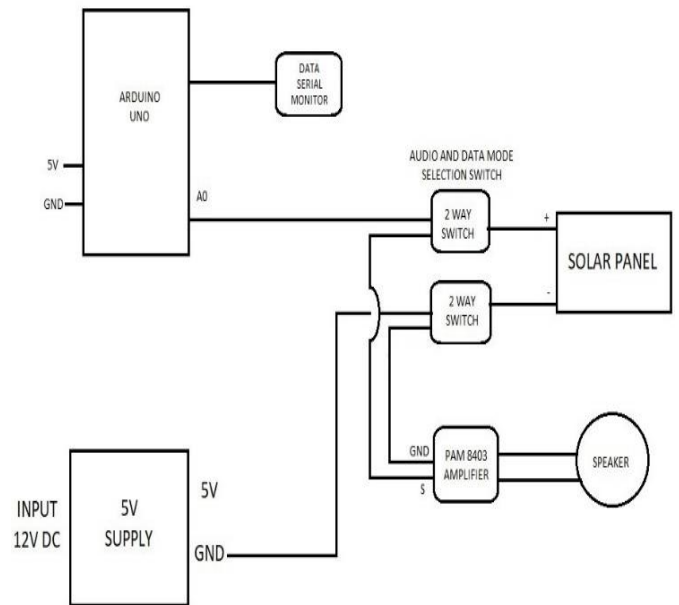 ARDUINO
UNO
5V
GND
A0
DATA
SERIAL
MONITOR
AUDIO AND DATA MODE
SELECTION SWITCH
2 WAY
SWITCH
+
SOLAR PANEL
2 WAY
SWITCH
-
GND
S
PAM 8403
AMPLIFIER
SPEAKER
INPUT
12V DC
5V
SUPPLY
5V
GND